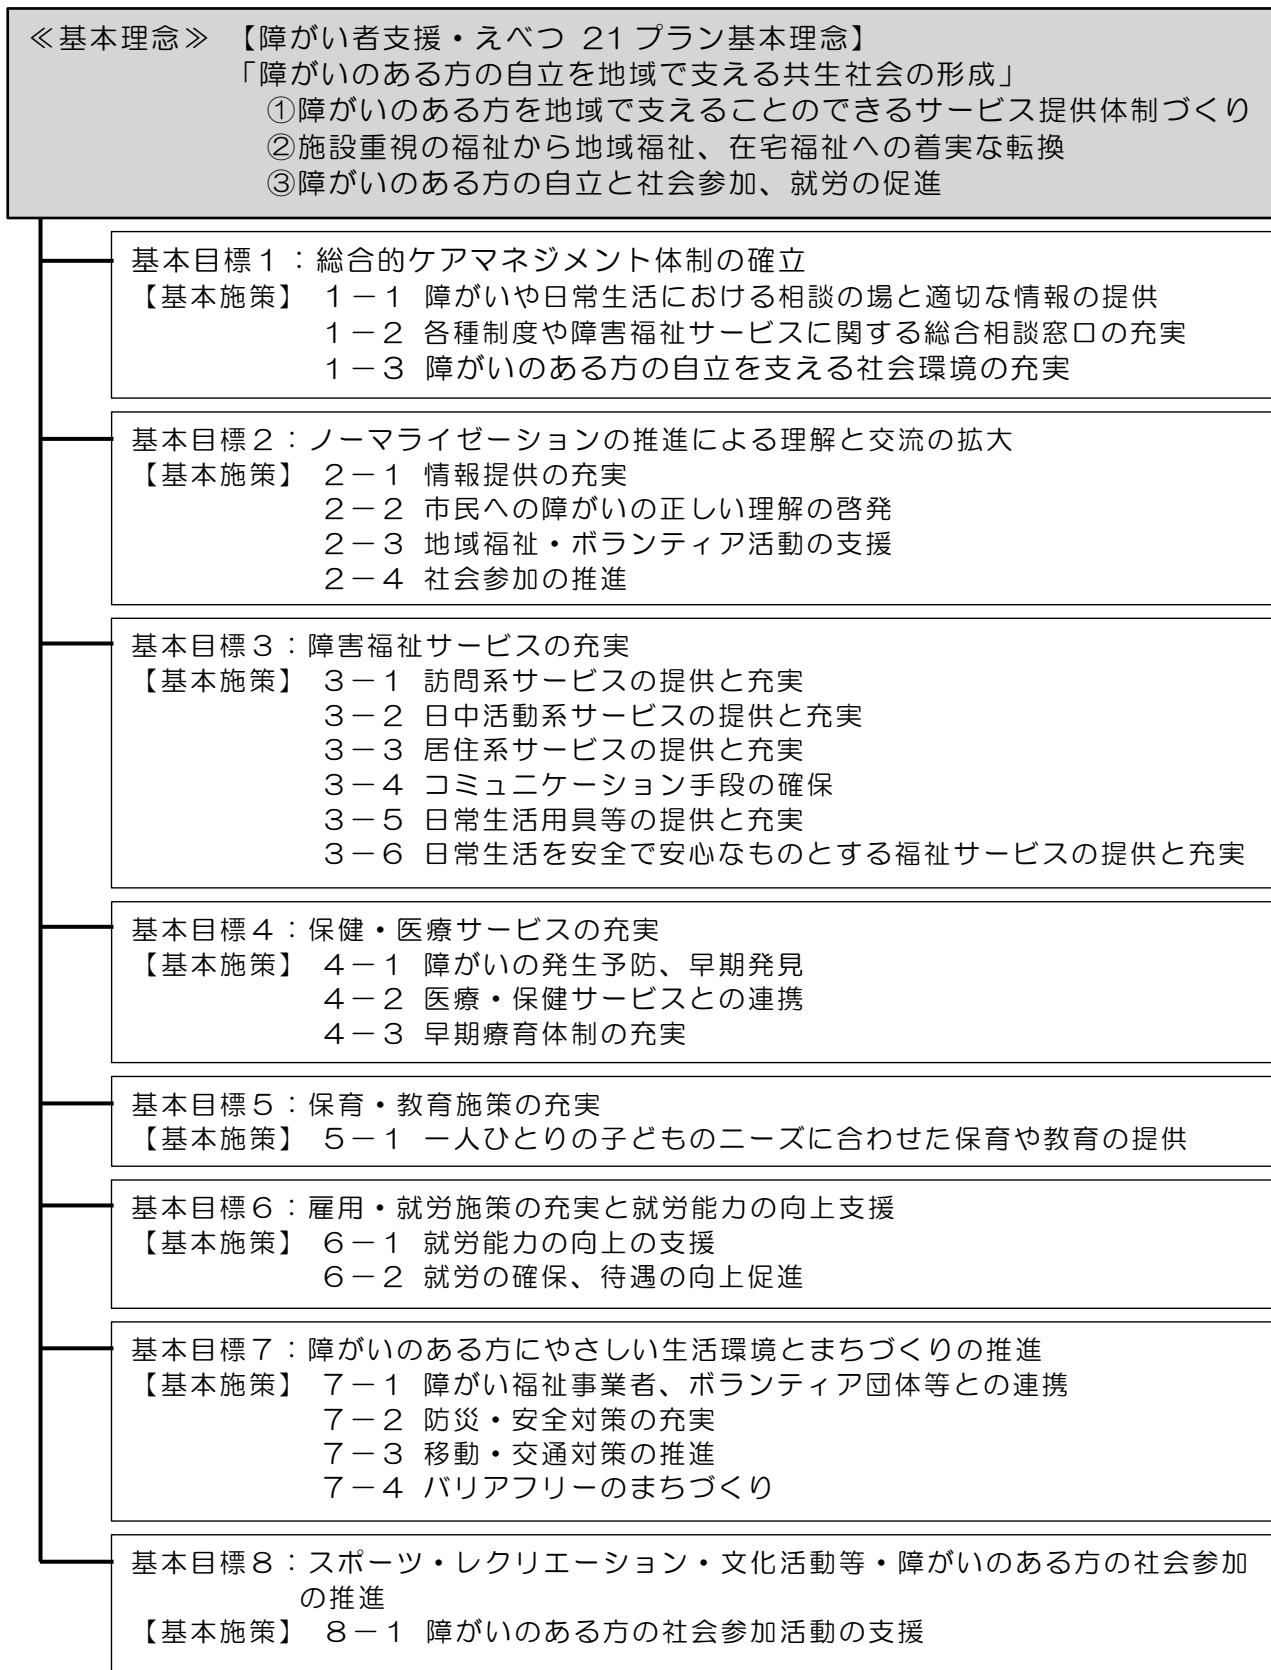 ≪基本理念≫ 【障がい者支援・えべつ 21プラン基本理念】
「障がいのある方の自立を地域で支える共生社会の形成」
①障がいのある方を地域で支えることのできるサービス提供体制づくり
②施設重視の福祉から地域福祉、在宅福祉への着実な転換
③障がいのある方の自立と社会参加、就労の促進
基本目標１：総合的ケアマネジメント体制の確立
【基本施策】 １－１ 障がいや日常生活における相談の場と適切な情報の提供
１－２ 各種制度や障害福祉サービスに関する総合相談窓口の充実
１－３ 障がいのある方の自立を支える社会環境の充実
基本目標２：ノーマライゼーションの推進による理解と交流の拡大
【基本施策】 ２－１ 情報提供の充実
２－２ 市民への障がいの正しい理解の啓発
２－３ 地域福祉・ボランティア活動の支援
２－４ 社会参加の推進
基本目標３：障害福祉サービスの充実
【基本施策】 ３－１ 訪問系サービスの提供と充実
３－２ 日中活動系サービスの提供と充実
３－３ 居住系サービスの提供と充実
３－４ コミュニケーション手段の確保
３－５ 日常生活用具等の提供と充実
３－６ 日常生活を安全で安心なものとする福祉サービスの提供と充実
基本目標４：保健・医療サービスの充実
【基本施策】 ４－１ 障がいの発生予防、早期発見
４－２ 医療・保健サービスとの連携
４－３ 早期療育体制の充実
基本目標５：保育・教育施策の充実
【基本施策】 ５－１ 一人ひとりの子どものニーズに合わせた保育や教育の提供
基本目標６：雇用・就労施策の充実と就労能力の向上支援
【基本施策】 ６－１ 就労能力の向上の支援
６－２ 就労の確保、待遇の向上促進
基本目標７：障がいのある方にやさしい生活環境とまちづくりの推進
【基本施策】 ７－１ 障がい福祉事業者、ボランティア団体等との連携
７－２ 防災・安全対策の充実
７－３ 移動・交通対策の推進
７－４ バリアフリーのまちづくり
基本目標８：スポーツ・レクリエーション・文化活動等・障がいのある方の社会参加
の推進
【基本施策】 ８－１ 障がいのある方の社会参加活動の支援